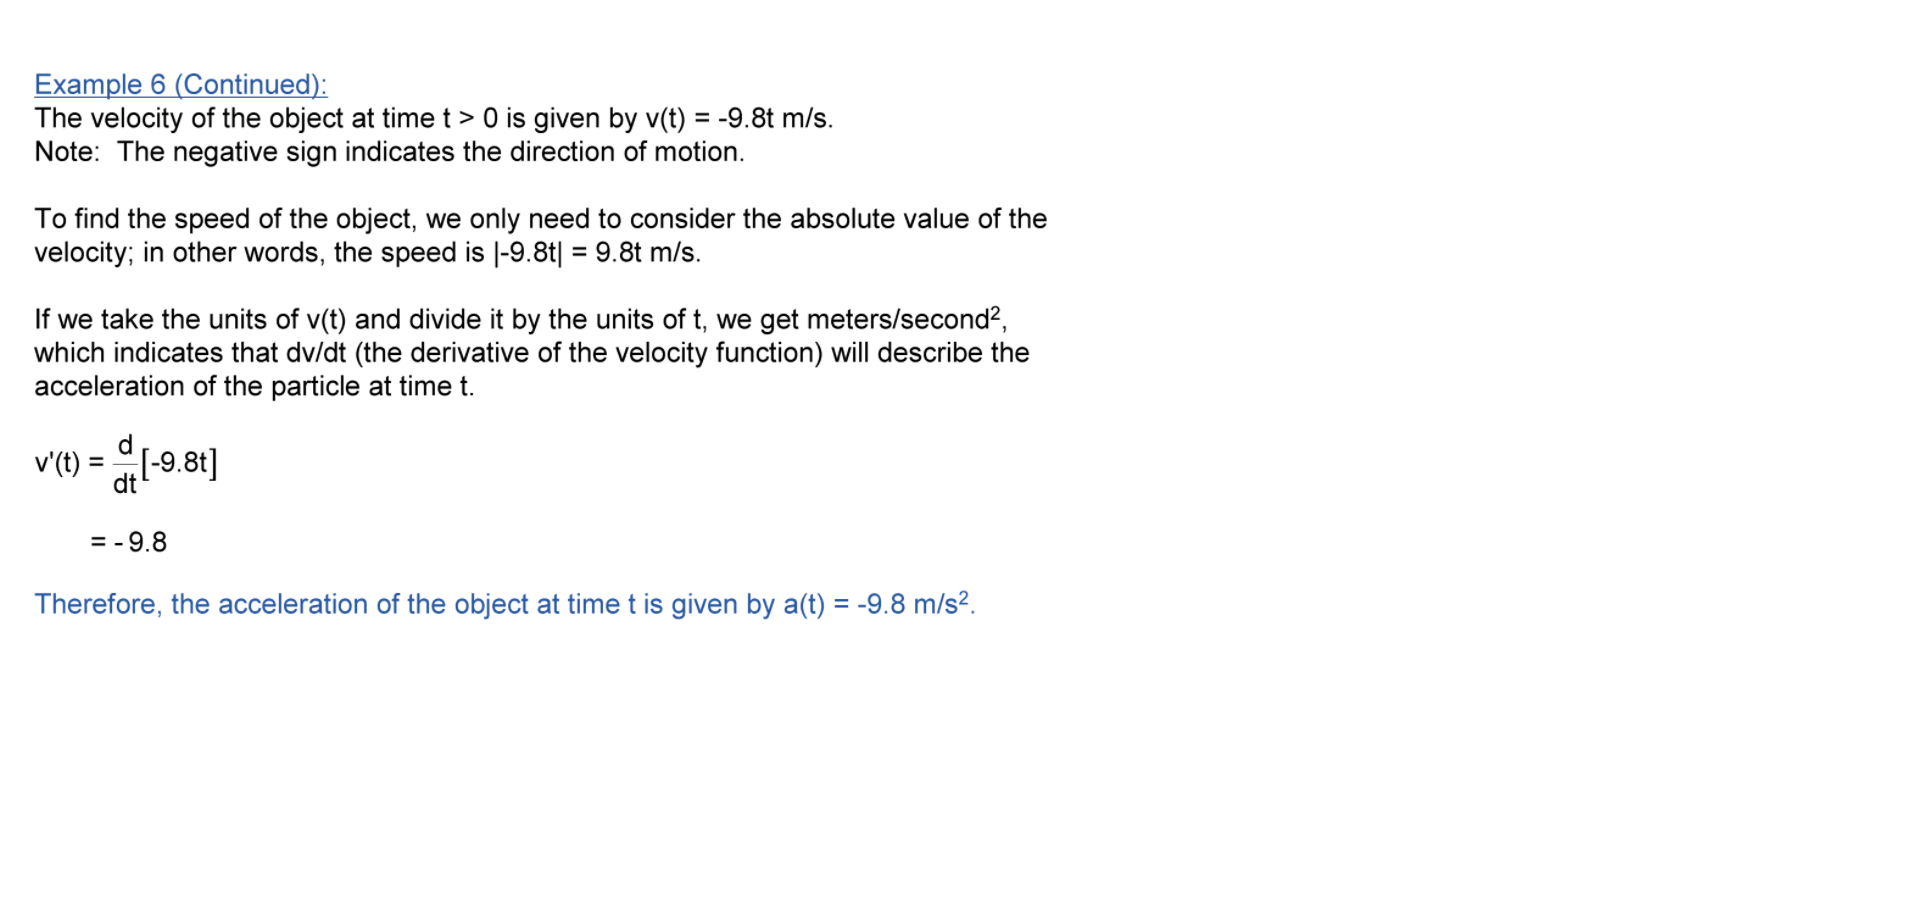 Example 6 (Continued):
The velocity of the object at time t > 0 is given by v(t) = -9.8t m/s.
Note:  The negative sign indicates the direction of motion.
To find the speed of the object, we only need to consider the absolute value of the
velocity; in other words, the speed is |-9.8t| = 9.8t m/s.
If we take the units of v(t) and divide it by the units of t, we get meters/second²,
which indicates that dv/dt (the derivative of the velocity function) will describe the
acceleration of the particle at time t.
v'(t) = d/dt [-9.8t]
= - 9.8
Therefore, the acceleration of the object at time t is given by a(t) = -9.8 m/s².